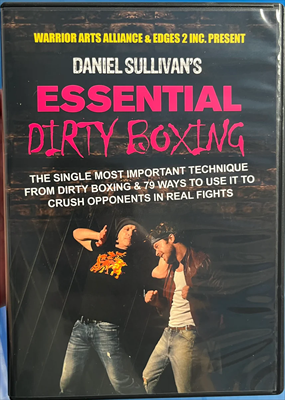 WARRIOR ARTS ALLIANCE & EDGES 2 INC. PRESENT
DANIEL SULLIVAN'S
ESSENTIAL
DIRTY BOXING
THE SINGLE MOST IMPORTANT TECHNIQUE
FROM DIRTY BOXING & 79 WAYS TO USE IT TO
CRUSH OPPONENTS IN REAL FIGHTS